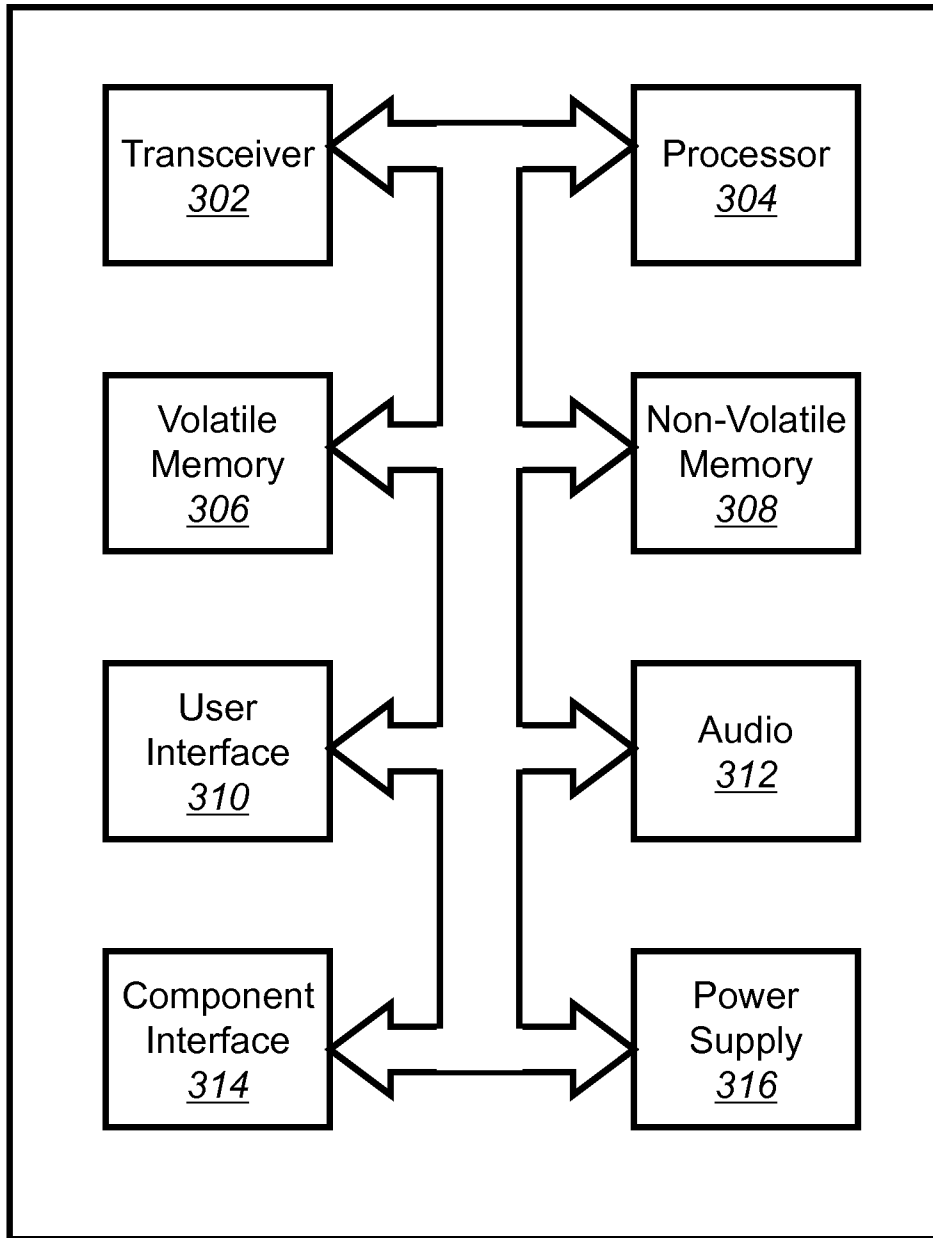 Transceiver
302
Processor
304
Volatile
Memory
306
Non-Volatile
Memory
308
User
Interface
310
Audio
312
Component
Interface
314
Power
Supply
316